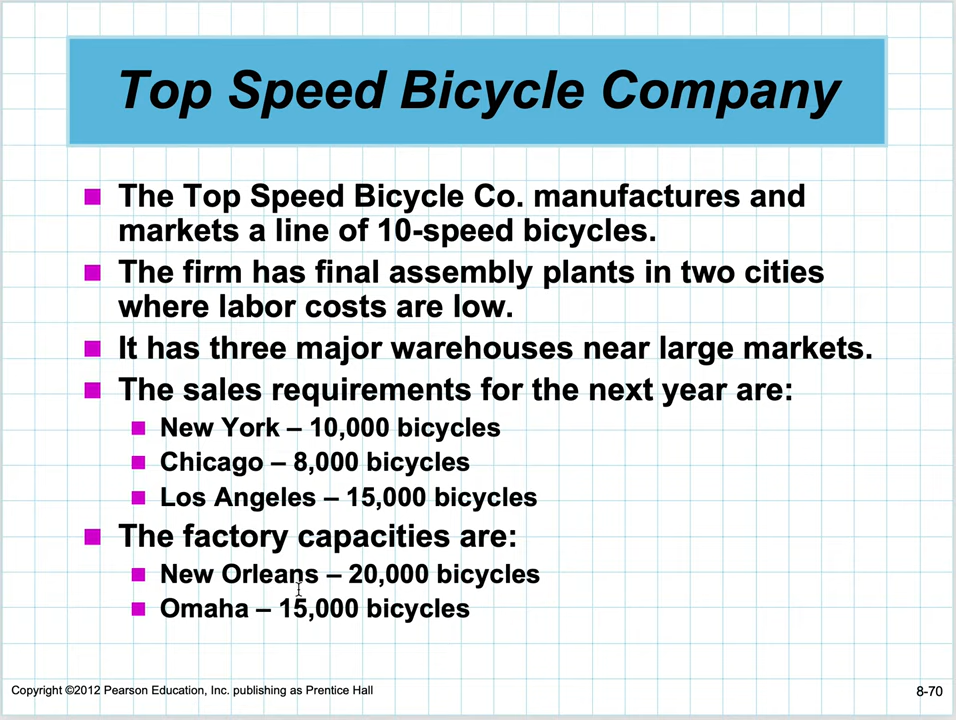 Top Speed Bicycle Company
The Top Speed Bicycle Co. manufactures and
markets a line of 10-speed bicycles.
The firm has final assembly plants in two cities
where labor costs are low.
It has three major warehouses near large markets.
The sales requirements for the next year are:
New York – 10,000 bicycles
Chicago – 8,000 bicycles
Los Angeles – 15,000 bicycles
The factory capacities are:
New Orleans – 20,000 bicycles
Omaha – 15,000 bicycles
Copyright ©2012 Pearson Education, Inc. publishing as Prentice Hall
8-70